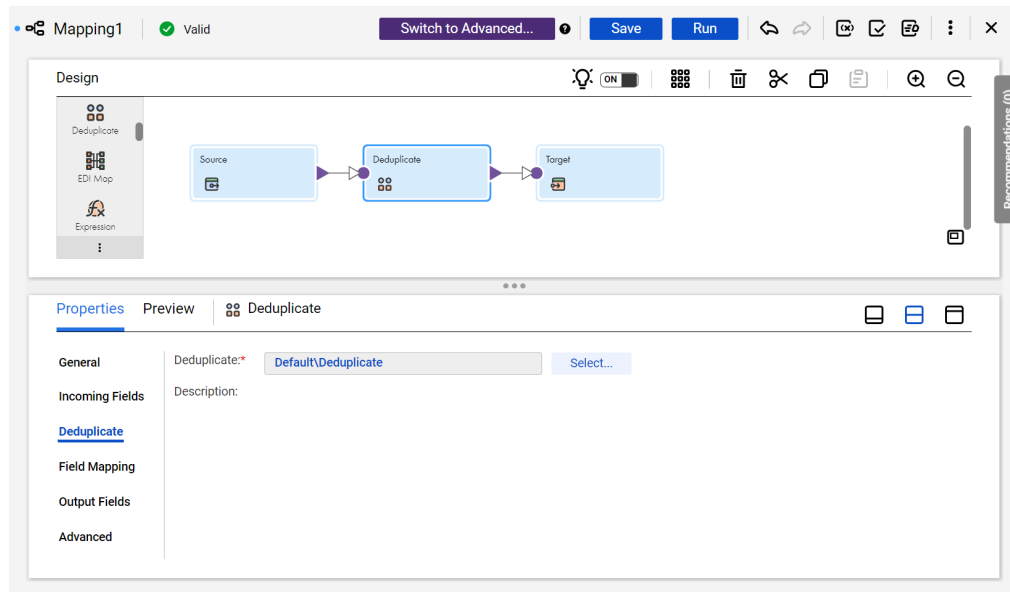 Mapping1
Valid
Switch to Advanced...
?
Save
Run
Design
ON
Deduplicate
EDI Map
Expression
Source
Deduplicate
Target
Recommendations (0)
Properties
Preview
Deduplicate
General
Incoming Fields
Deduplicate
Field Mapping
Output Fields
Advanced
Deduplicate:*
Default\Deduplicate
Select...
Description: